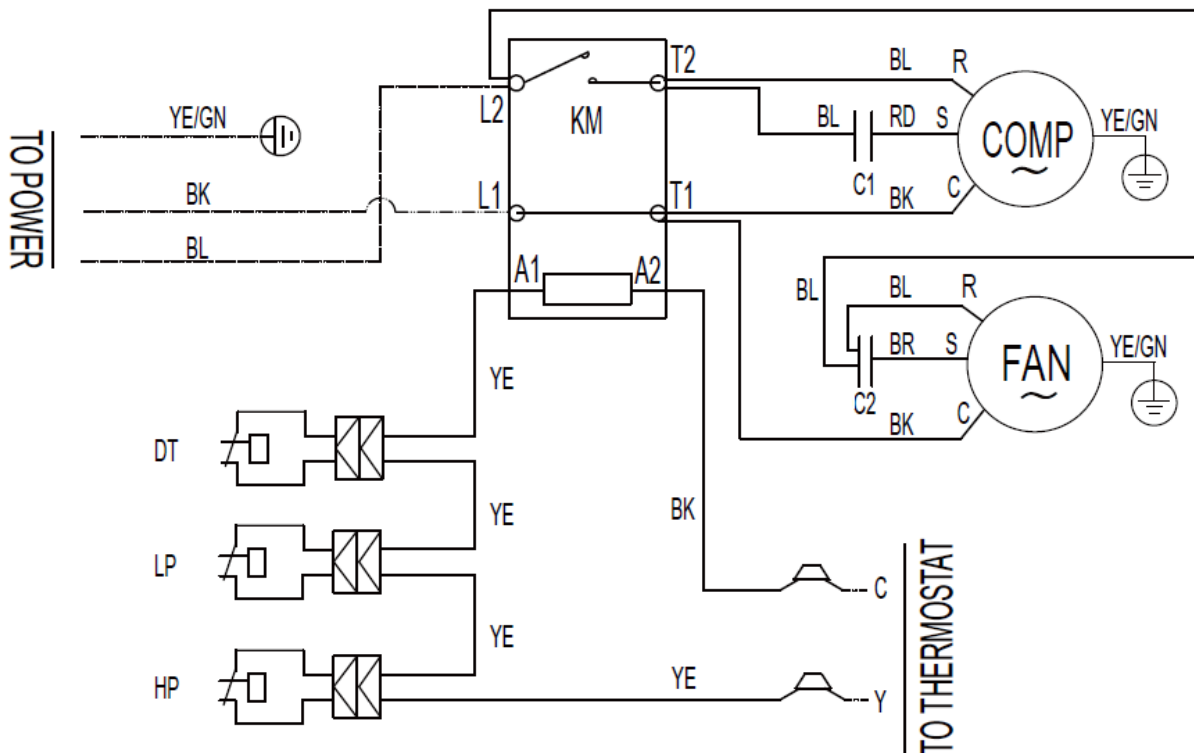 T2
BL
R
L2
KM
YE/GN
BL
RD
S
COMP
YE/GN
C1
TO POWER
BK
L1
T1
BK
C
BL
A1
A2
BL
BL
R
BR
S
FAN
YE/GN
C2
YE
BK
C
DT
YE
BK
LP
C
YE
HP
YE
Y
TO THERMOSTAT